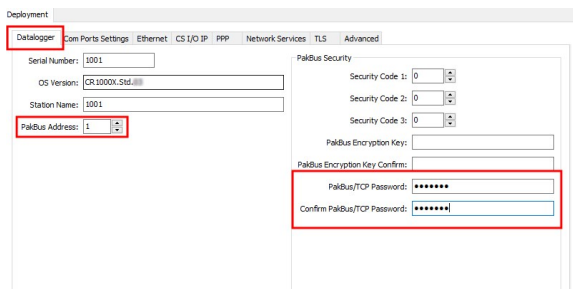 Deployment
Datalogger Com Ports Settings Ethernet CS I/O IP PPP Network Services TLS Advanced
Serial Number: 1001
OS Version: CR1000X.Std.
Station Name: 1001
PakBus Address: 1
PakBus Security
Security Code 1: 0
Security Code 2: 0
Security Code 3: 0
PakBus Encryption Key:
PakBus Encryption Key Confirm:
PakBus/TCP Password: •••••••
Confirm PakBus/TCP Password: •••••••